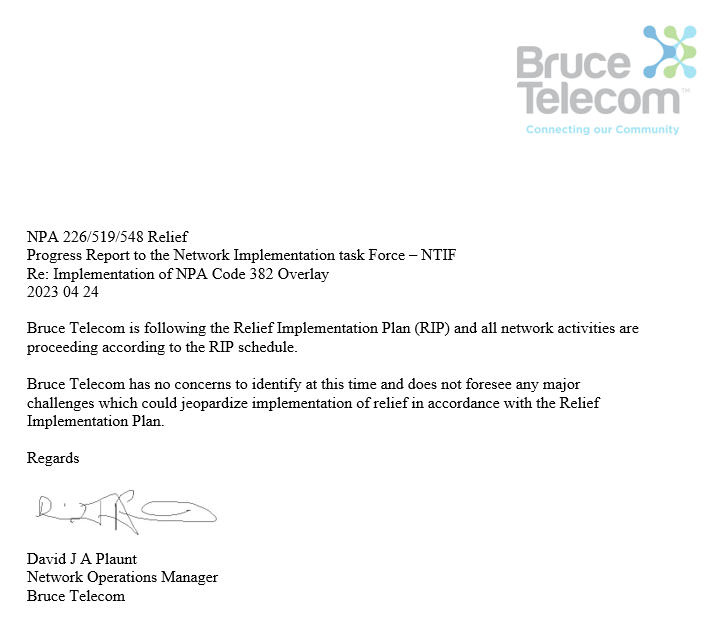 Bruce
Telecom™
Connecting our Community
NPA 226/519/548 Relief
Progress Report to the Network Implementation task Force – NTIF
Re: Implementation of NPA Code 382 Overlay
2023 04 24
Bruce Telecom is following the Relief Implementation Plan (RIP) and all network activities are
proceeding according to the RIP schedule.
Bruce Telecom has no concerns to identify at this time and does not foresee any major
challenges which could jeopardize implementation of relief in accordance with the Relief
Implementation Plan.
Regards
David J A Plaunt
Network Operations Manager
Bruce Telecom